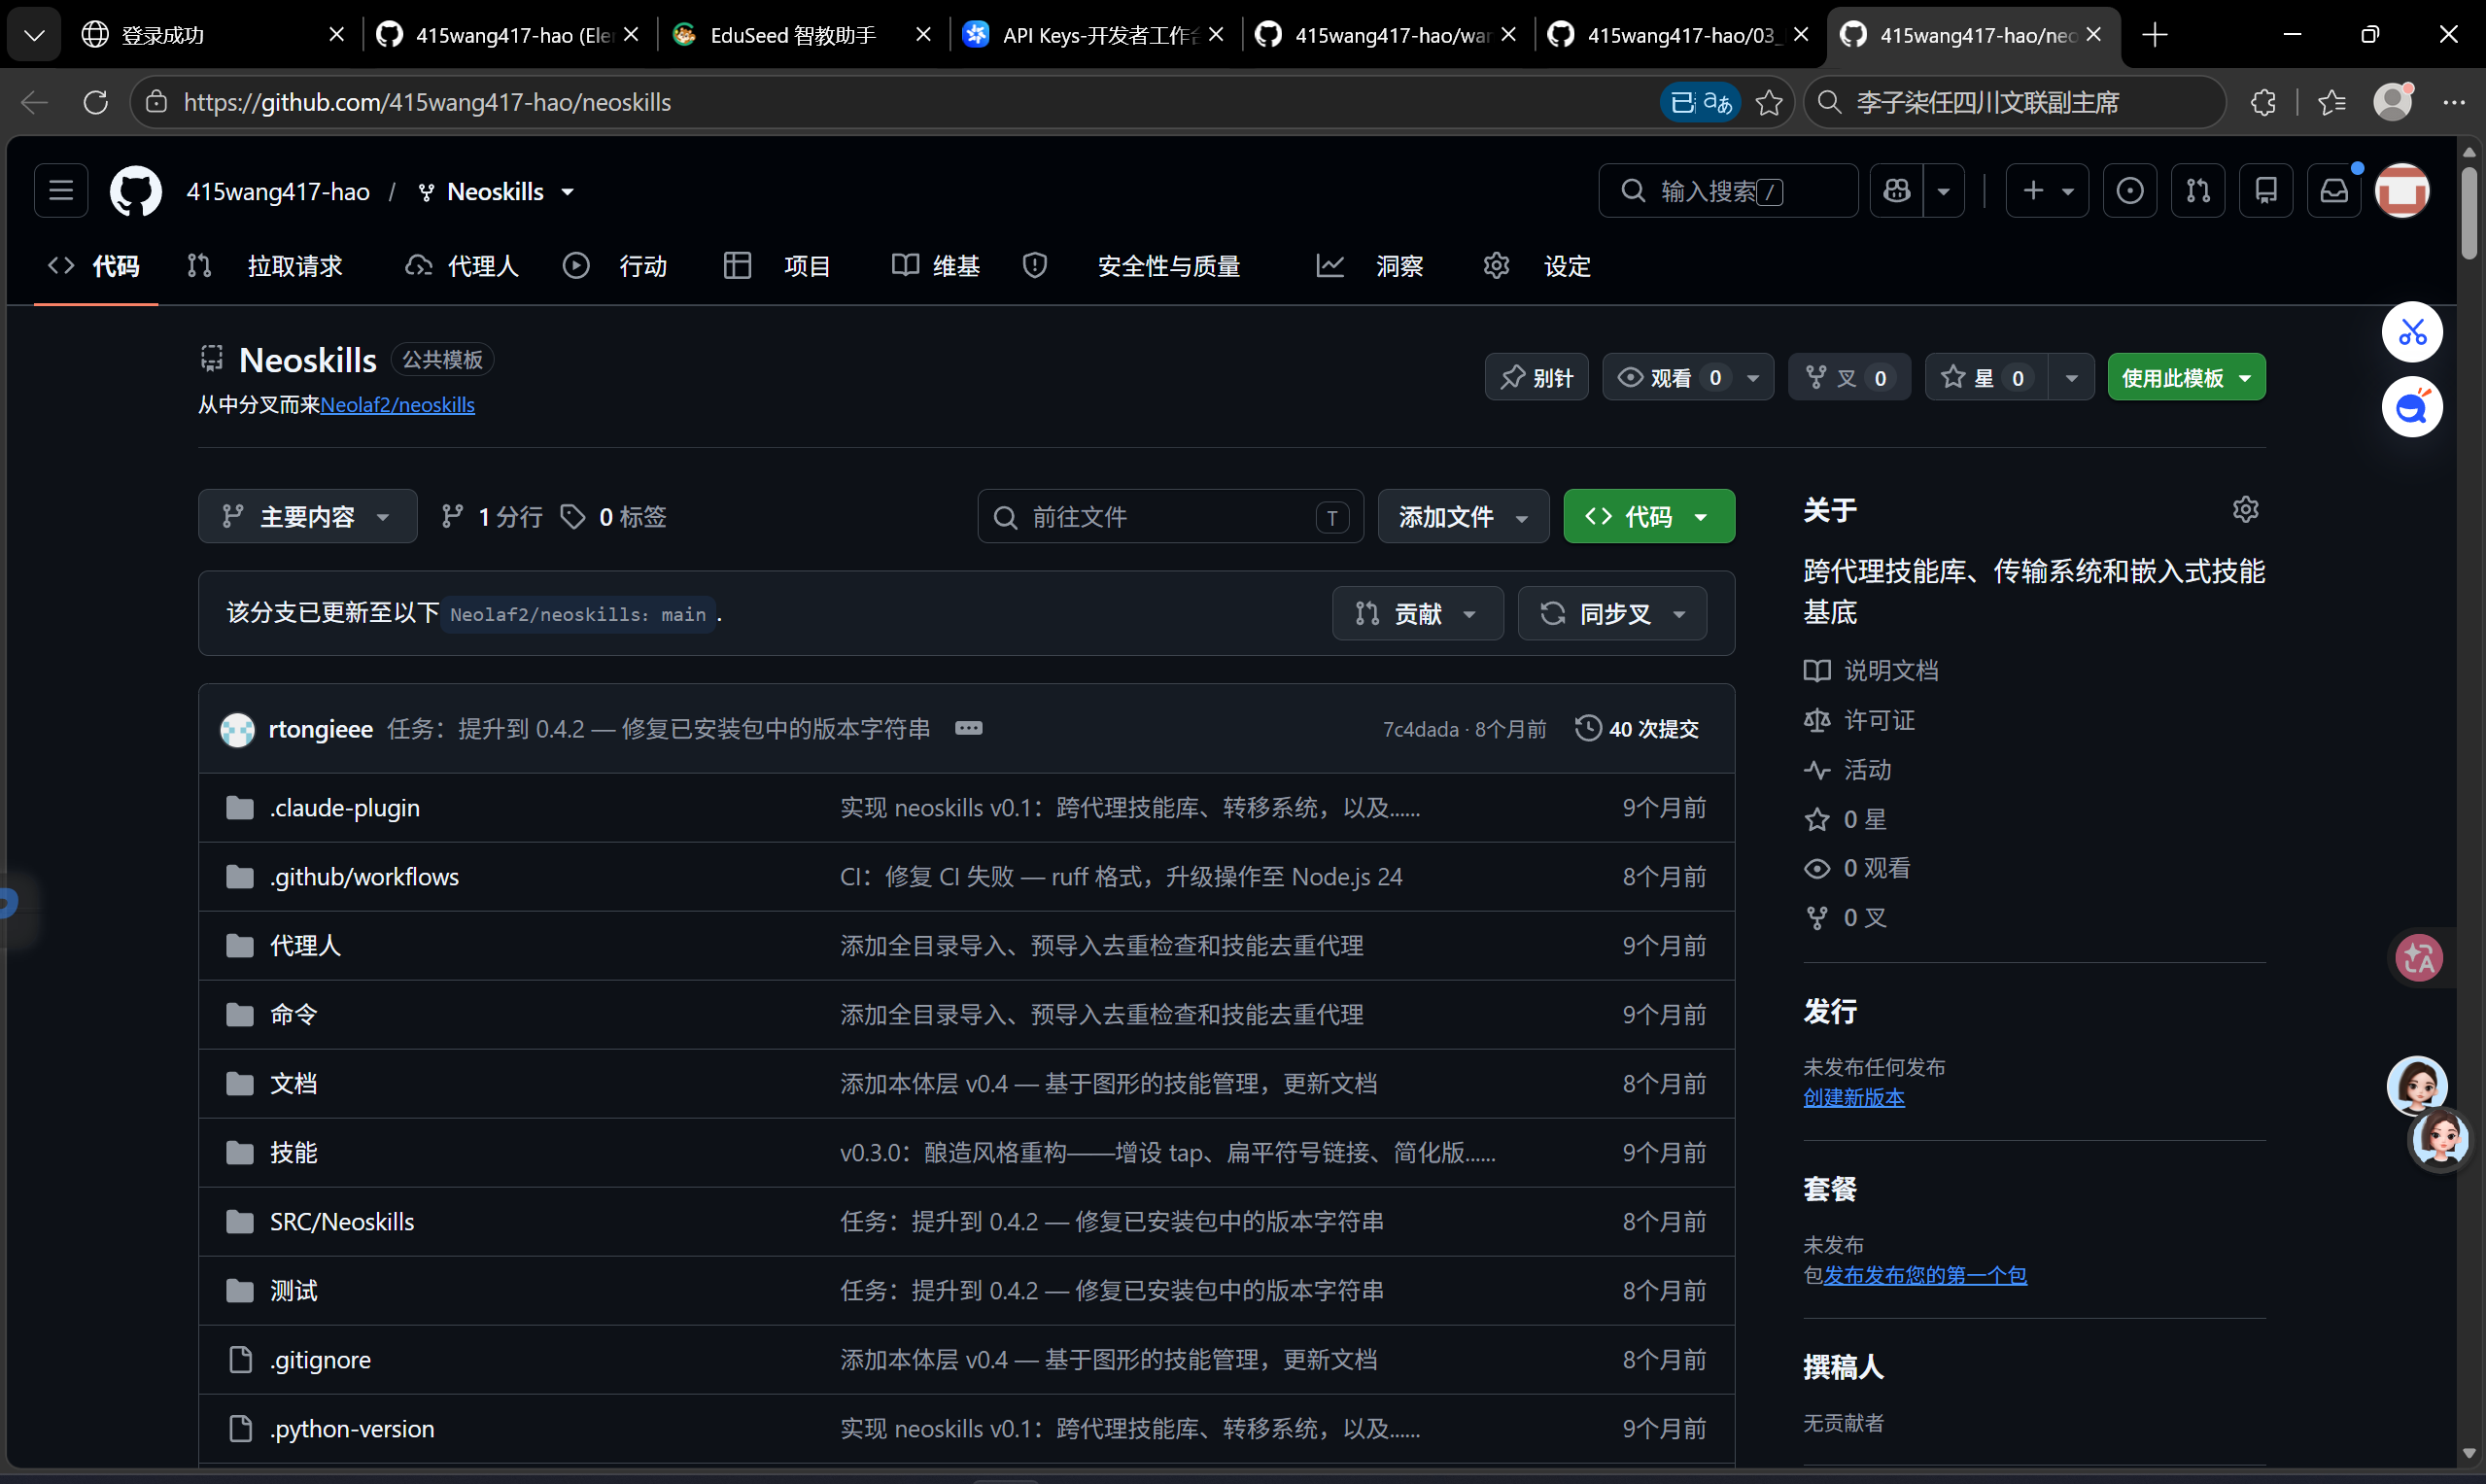 登录成功
415wang417-hao (Ele
EduSeed 智教助手
API Keys-开发者工作台
415wang417-hao/wan
415wang417-hao/03_
415wang417-hao/neo
https://github.com/415wang417-hao/neoskills
李子柒任四川文联副主席
415wang417-hao / Neoskills
输入搜索 /
代码 拉取请求 代理人 行动 项目 维基 安全性与质量 洞察 设定
Neoskills 公共模板
从中分叉而来Neolaf2/neoskills
别针 观看 0 叉 0 星 0 使用此模板
主要内容 1 分行 0 标签 前往文件 T 添加文件 代码
该分支已更新至以下 Neolaf2/neoskills: main .
贡献 同步叉
rtongieee 任务：提升到 0.4.2 — 修复已安装包中的版本字符串 7c4dada · 8个月前 40 次提交
.claude-plugin 实现 neoskills v0.1：跨代理技能库、转移系统，以及...... 9个月前
.github/workflows CI：修复 CI 失败 — ruff 格式，升级操作至 Node.js 24 8个月前
代理人 添加全目录导入、预导入去重检查和技能去重代理 9个月前
命令 添加全目录导入、预导入去重检查和技能去重代理 9个月前
文档 添加本体层 v0.4 — 基于图形的技能管理，更新文档 8个月前
技能 v0.3.0：酿造风格重构——增设 tap、扁平符号链接、简化版...... 9个月前
SRC/Neoskills 任务：提升到 0.4.2 — 修复已安装包中的版本字符串 8个月前
测试 任务：提升到 0.4.2 — 修复已安装包中的版本字符串 8个月前
.gitignore 添加本体层 v0.4 — 基于图形的技能管理，更新文档 8个月前
.python-version 实现 neoskills v0.1：跨代理技能库、转移系统，以及...... 9个月前
关于
跨代理技能库、传输系统和嵌入式技能
基底
说明文档
许可证
活动
0 星
0 观看
0 叉
发行
未发布任何发布
创建新版本
套餐
未发布
包发布发布您的第一个包
撰稿人
无贡献者